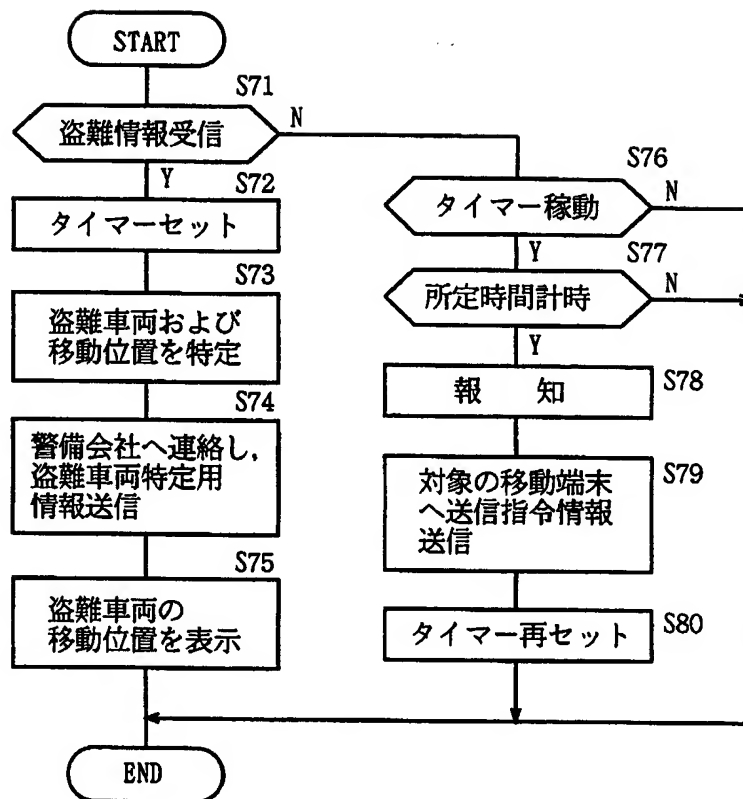 START
S71
盗難情報受信
N
Y
S72
タイマーセット
S73
盗難車両および
移動位置を特定
S74
警備会社へ連絡し,
盗難車両特定用
情報送信
S75
盗難車両の
移動位置を表示
END
S76
タイマー稼動
N
Y
S77
所定時間計時
N
Y
報　知
S78
対象の移動端末
へ送信指令情報
送信
S79
タイマー再セット
S80